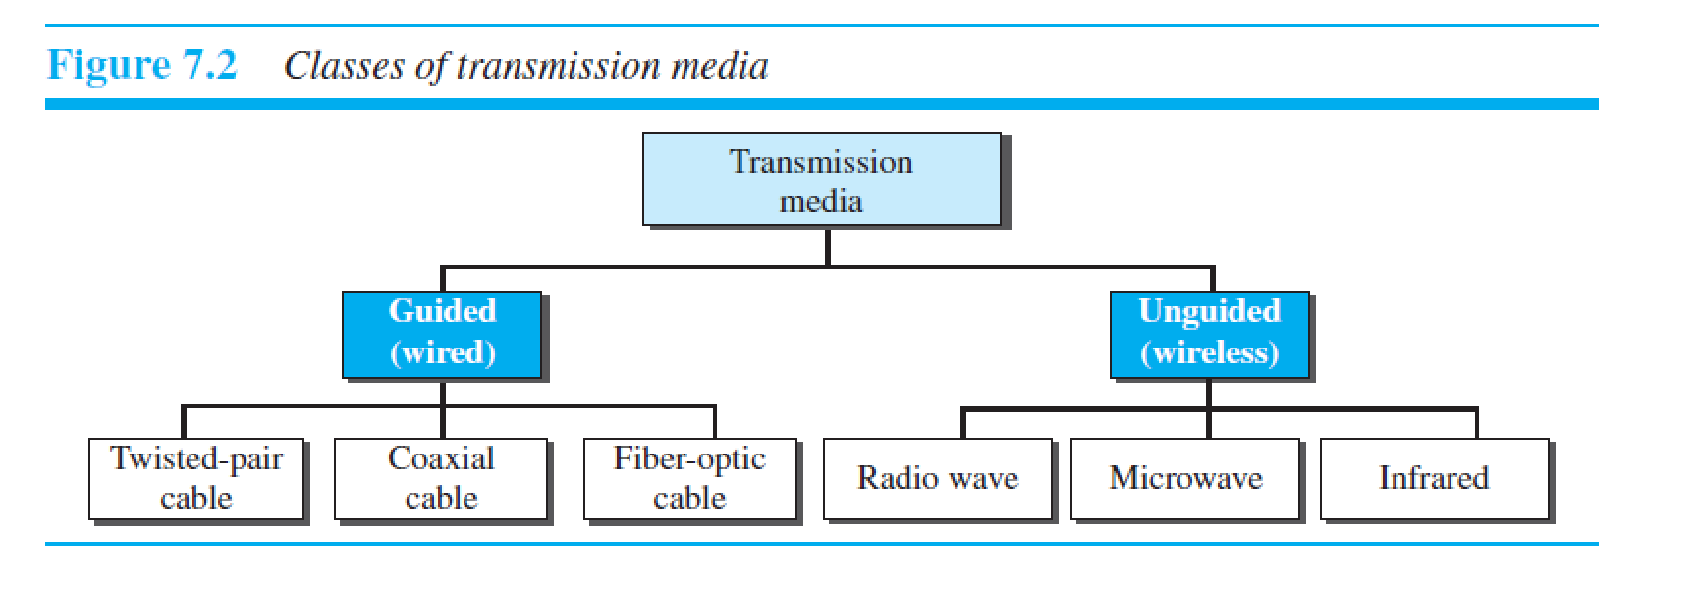 Figure 7.2 Classes of transmission media
Transmission
media
Guided
(wired)
Unguided
(wireless)
Twisted-pair
cable
Coaxial
cable
Fiber-optic
cable
Radio wave
Microwave
Infrared